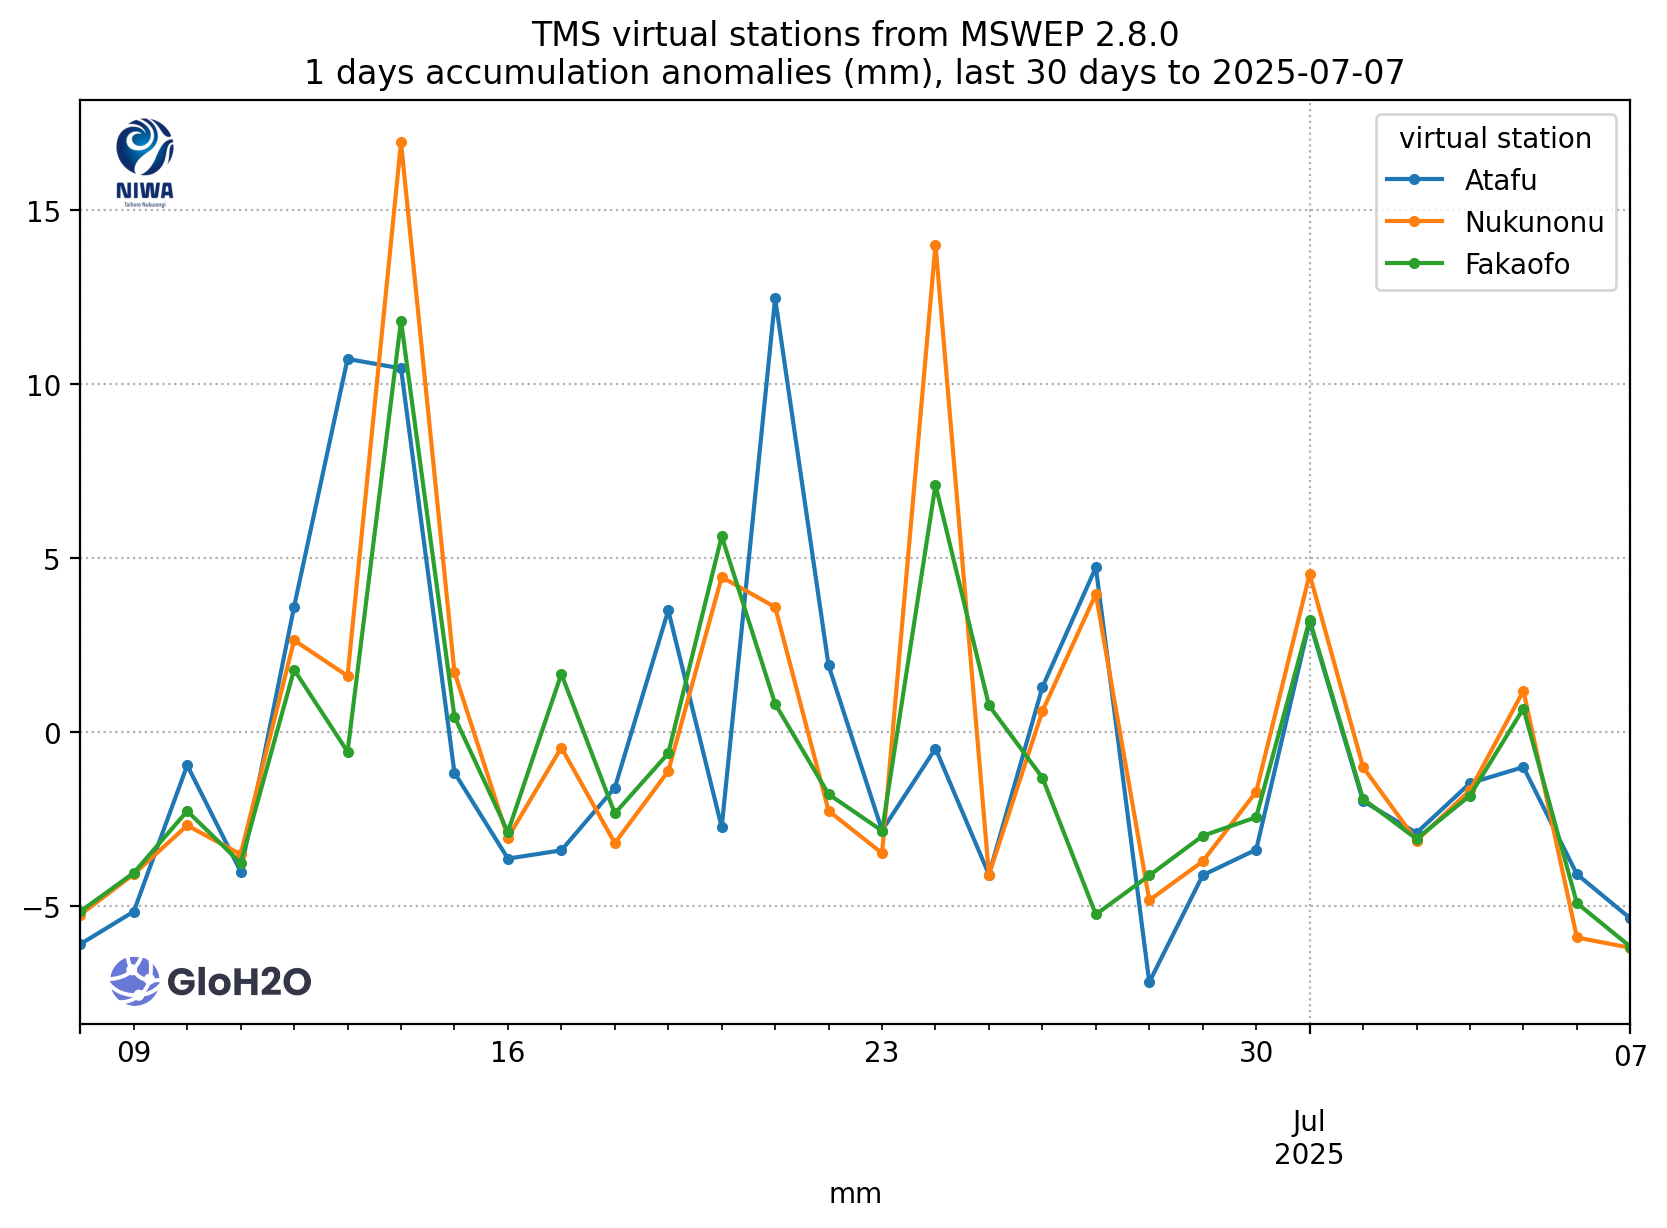 TMS virtual stations from MSWEP 2.8.0
1 days accumulation anomalies (mm), last 30 days to 2025-07-07
NIWA
Taihoro Nukurangi
virtual station
Atafu
Nukunonu
Fakaofo
15
10
5
0
−5
GloH2O
09
16
23
30
07
Jul
2025
mm